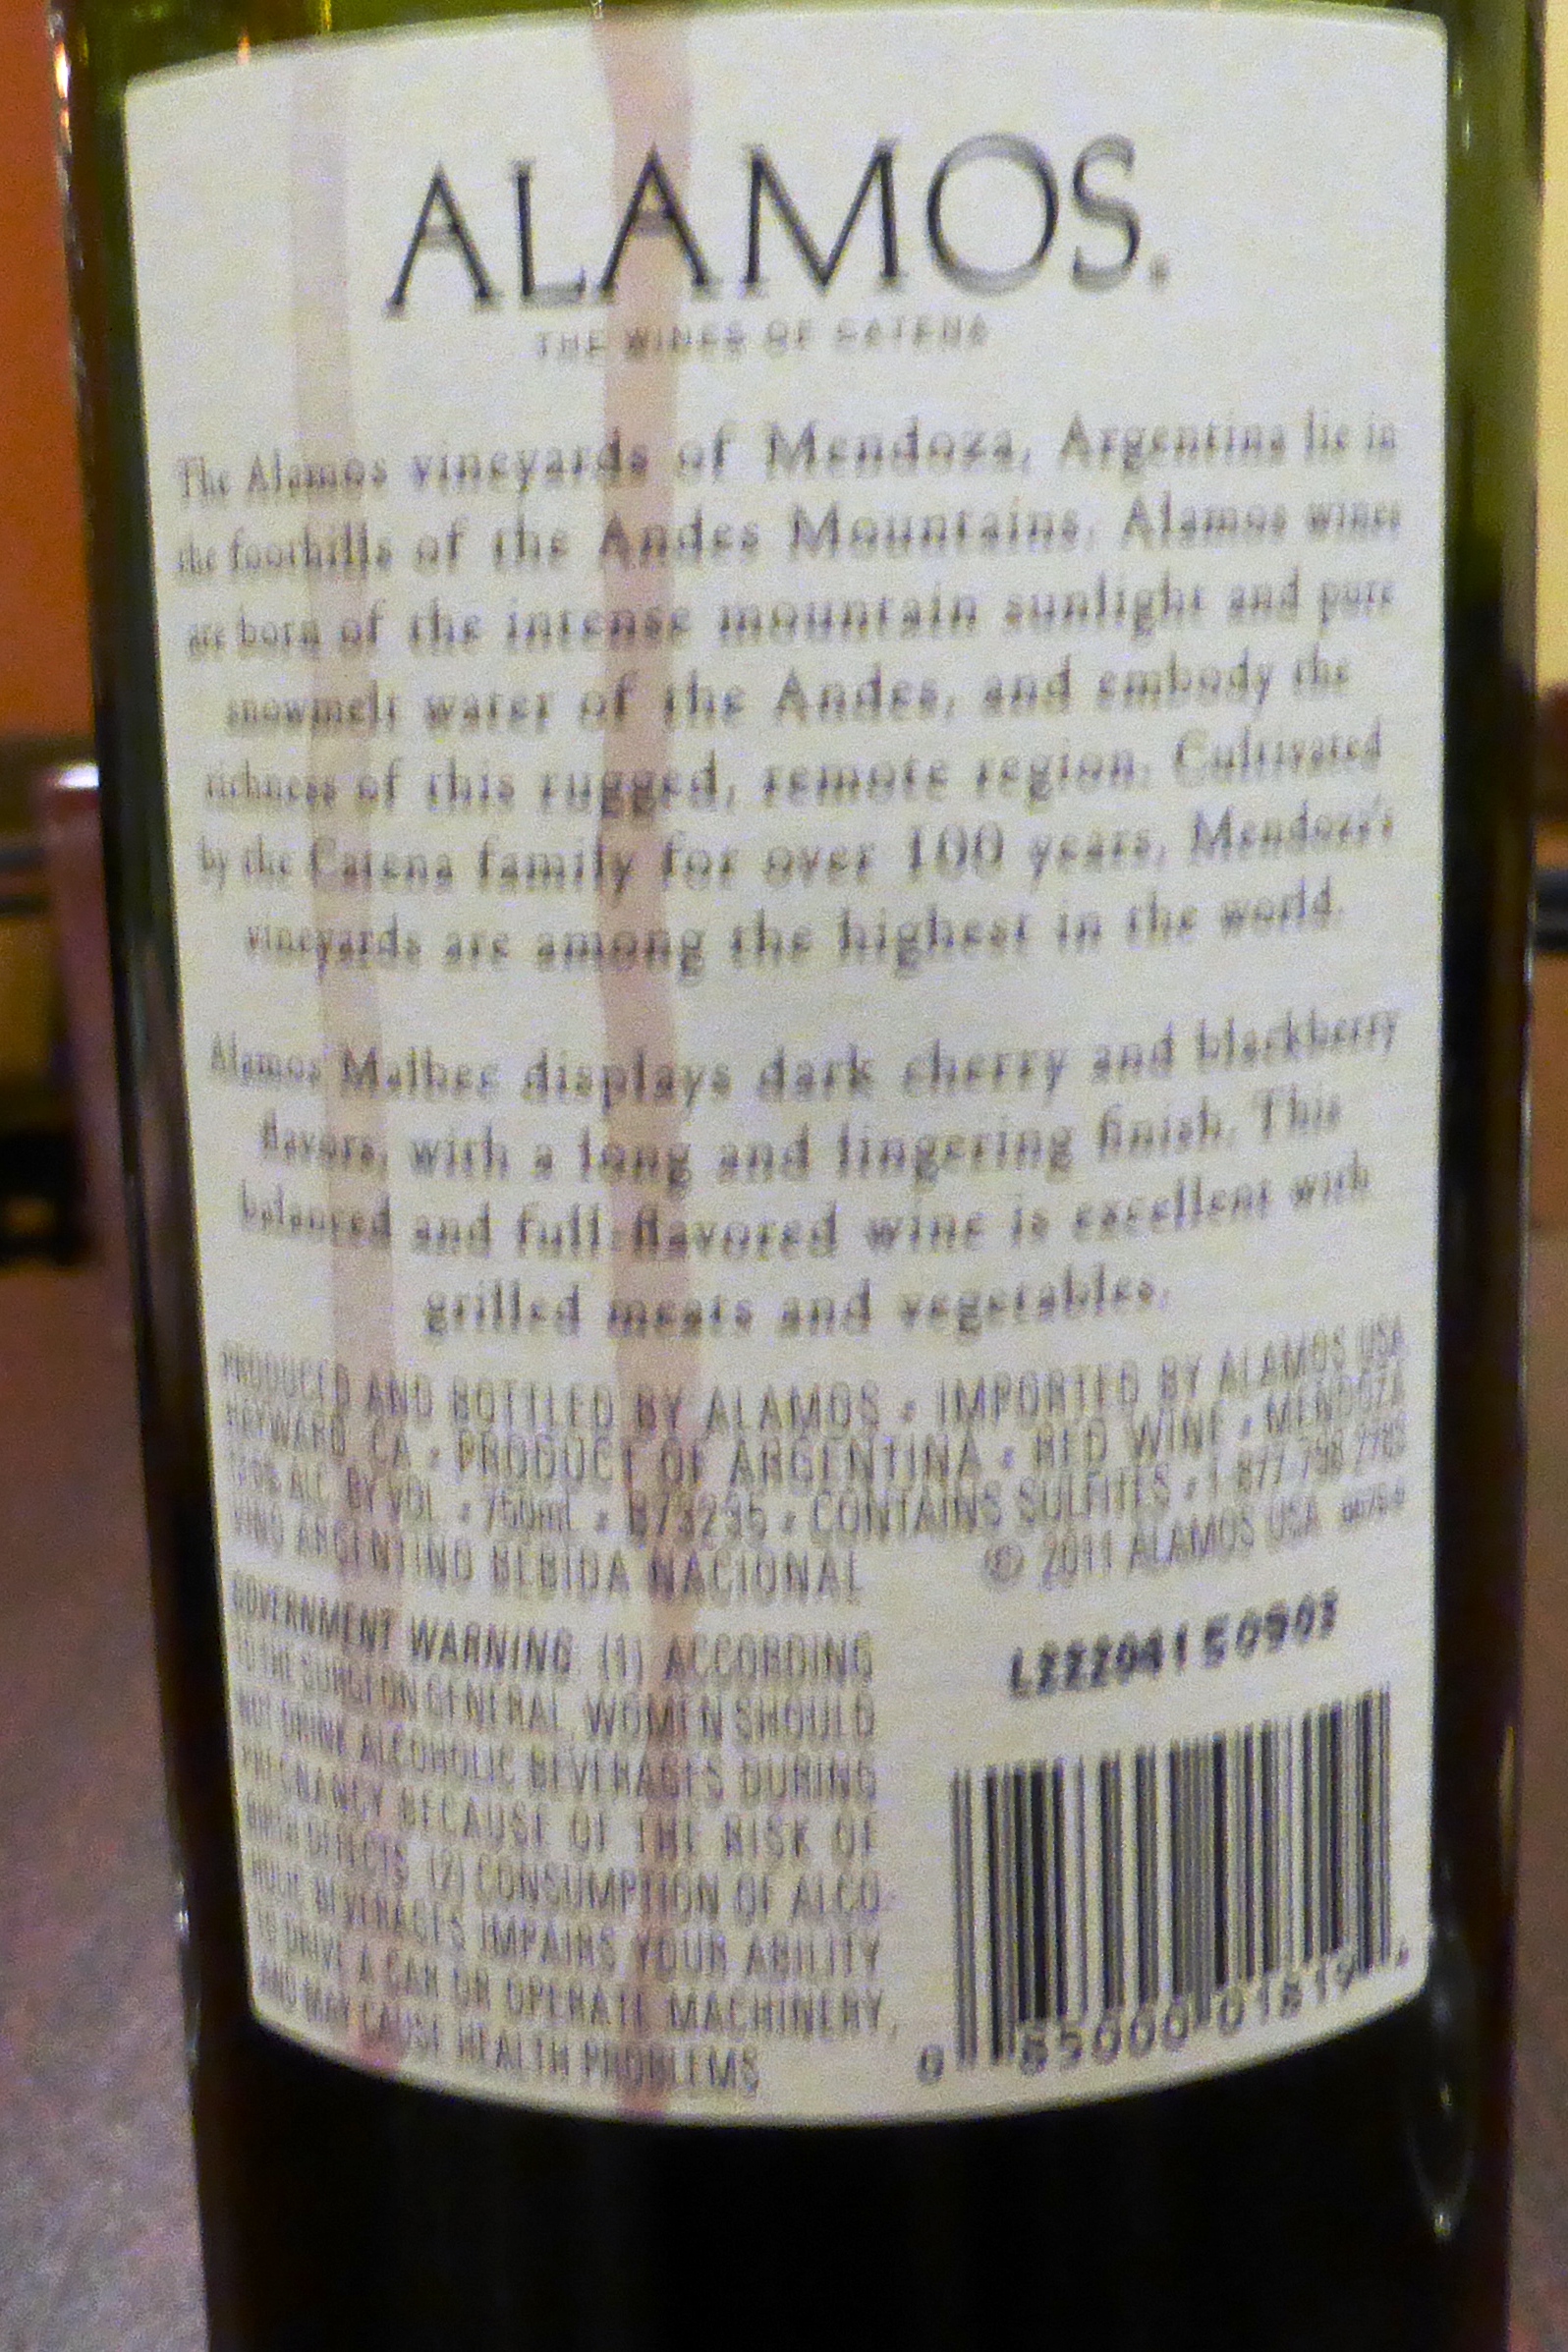 ALAMOS.
THE WINES OF CATENA
The Alamos vineyards of Mendoza, Argentina lie in
the foothills of the Andes Mountains. Alamos wines
are born of the intense mountain sunlight and pure
snowmelt water of the Andes, and embody the
richness of this rugged, remote region. Cultivated
by the Catena family for over 100 years, Mendoza's
vineyards are among the highest in the world.
Alamos Malbec displays dark cherry and blackberry
flavors, with a long and lingering finish. This
balanced and full-flavored wine is excellent with
grilled meats and vegetables.
PRODUCED AND BOTTLED BY ALAMOS • IMPORTED BY ALAMOS USA
HAYWARD, CA • PRODUCT OF ARGENTINA • RED WINE • MENDOZA
ALC BY VOL • 750mL • B73295 • CONTAINS SULFITES •
VINO ARGENTINO BEBIDA NACIONAL © 2011 ALAMOS USA
GOVERNMENT WARNING: (1) ACCORDING
TO THE SURGEON GENERAL, WOMEN SHOULD
NOT DRINK ALCOHOLIC BEVERAGES DURING
PREGNANCY BECAUSE OF THE RISK OF
BIRTH DEFECTS. (2) CONSUMPTION OF ALCO-
HOLIC BEVERAGES IMPAIRS YOUR ABILITY
TO DRIVE A CAR OR OPERATE MACHINERY,
AND MAY CAUSE HEALTH PROBLEMS
0 85000 01819